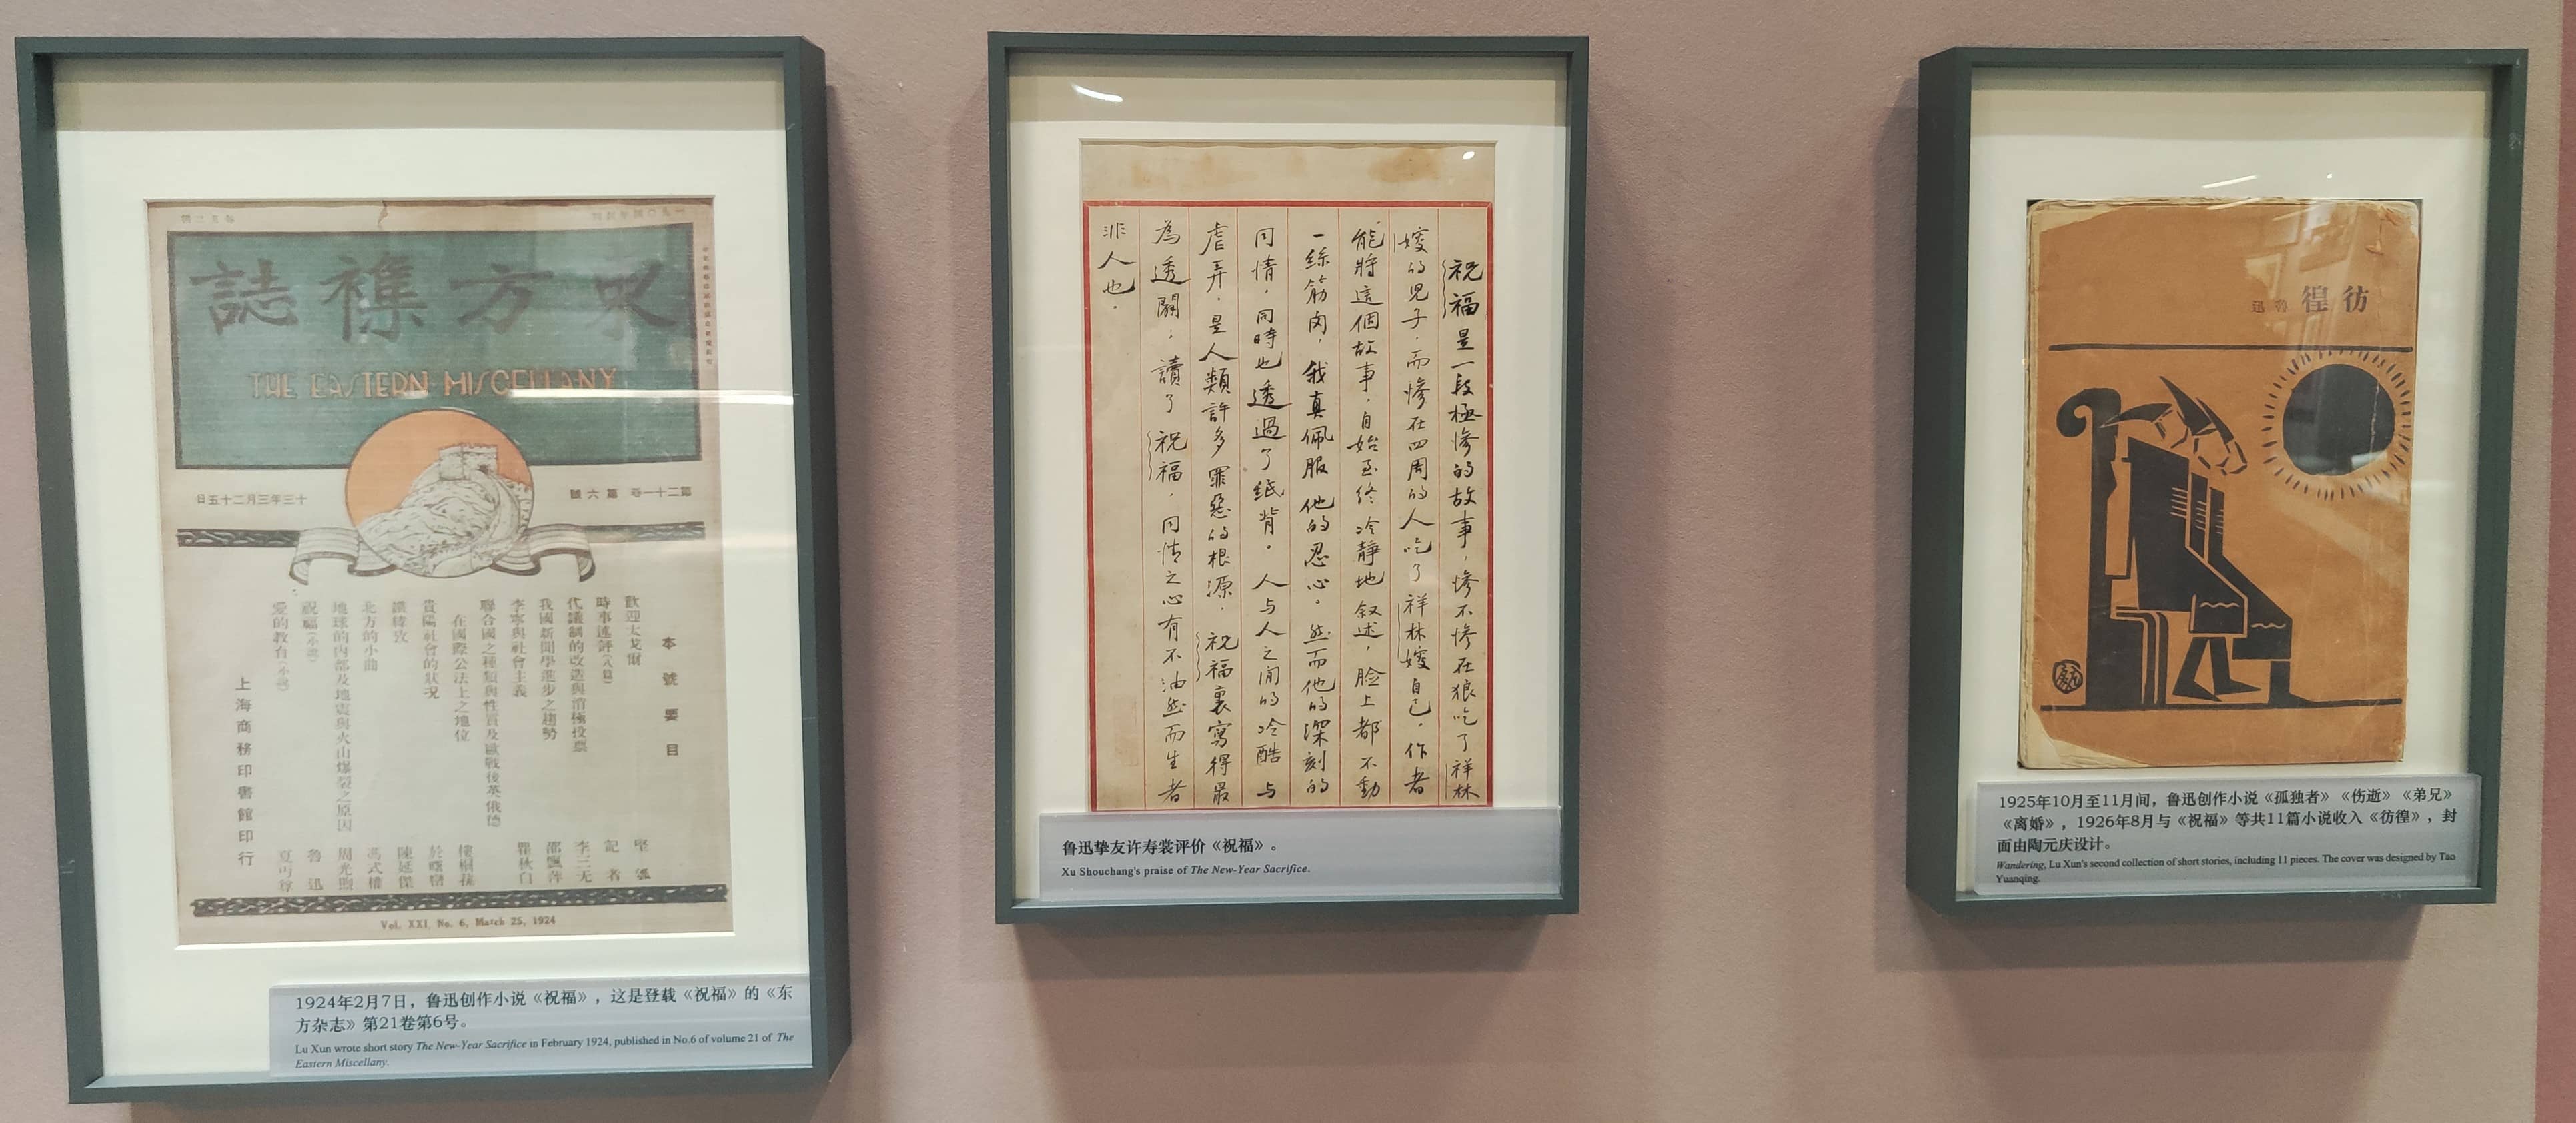 東方襍誌
THE EASTERN MISCELLANY
第二十一卷 第六號
十三年三月二十五日
本號要目
歡迎太戈爾 堅瓠
時事述評(八篇) 記者
代議制的改造與消極投票 李三无
我國新聞學進步之趨勢 邵飄萍
李寧與社會主義 瞿秋白
聯合國之種類與性質及歐戰後英俄德
在國際公法上之地位 樓桐蓀
貴陽社會的狀況 於曙巒
讖緯攷 陳延傑
北方的小曲 馮式權
地球的內部及地震與火山爆裂之原因 周光煦
祝福(小說) 魯迅
愛的教育(小說) 夏丏尊
上海商務印書館印行
Vol. XXI, No. 6, March 25, 1924
1924年2月7日，鲁迅创作小说《祝福》，这是登载《祝福》的《东
方杂志》第21卷第6号。
Lu Xun wrote short story The New-Year Sacrifice in February 1924, published in No.6 of volume 21 of The
Eastern Miscellany.
祝福是一段極慘的故事，慘不慘在狼吃了祥林
嫂的児子，而慘在四周的人吃了祥林嫂自己，作者
能將這個故事，自始至终冷静地叙述，脸上都不動
一絲筋肉，我真佩服他的忍心。然而他的深刻的
同情，同時也透過了纸背。人与人之间的冷酷与
虐弄，是人類許多罪惡的根源，祝福裏寫得最
為透闢；讀了祝福，同情之心有不油然而生者
非人也．
鲁迅挚友许寿裳评价《祝福》。
Xu Shouchang's praise of The New-Year Sacrifice.
彷徨 魯迅
1925年10月至11月间，鲁迅创作小说《孤独者》《伤逝》《弟兄》
《离婚》，1926年8月与《祝福》等共11篇小说收入《彷徨》，封
面由陶元庆设计。
Wandering, Lu Xun's second collection of short stories, including 11 pieces. The cover was designed by Tao
Yuanqing.